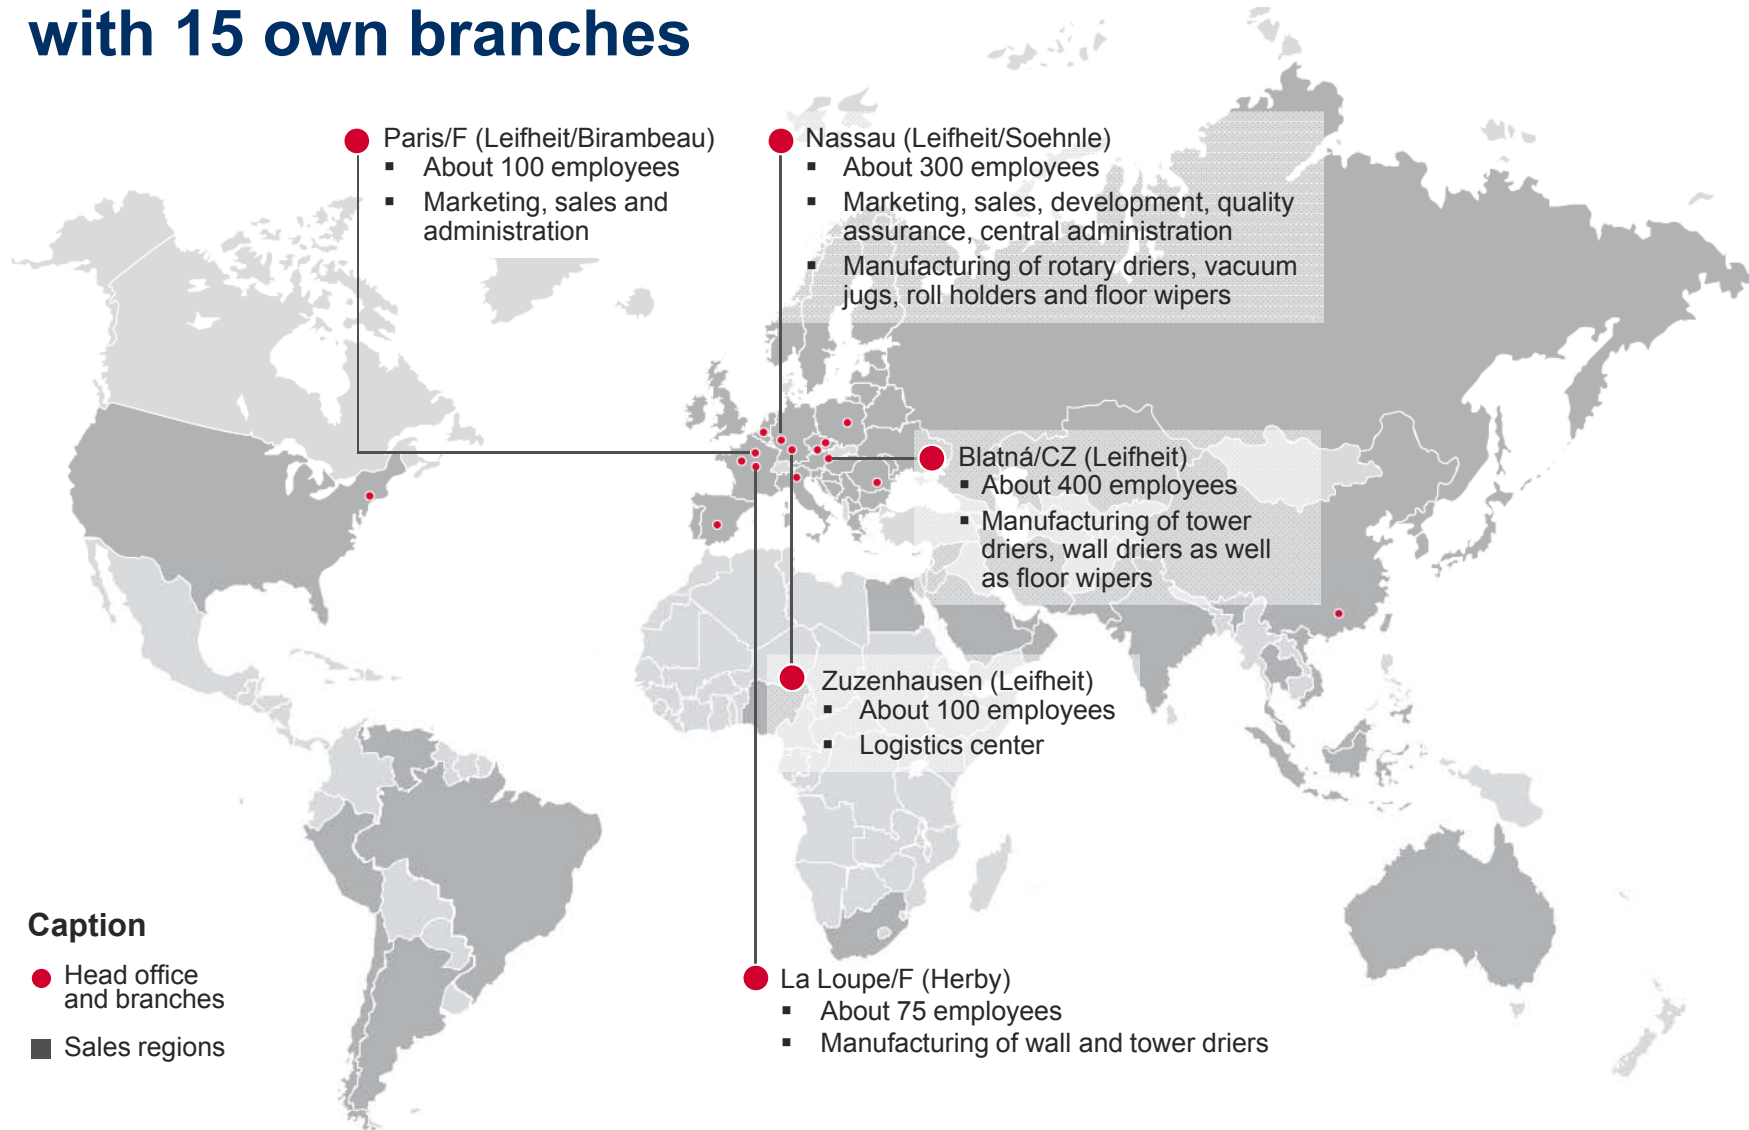 with 15 own branches
Paris/F (Leifheit/Birambeau)
▪ About 100 employees
▪ Marketing, sales and
administration
Nassau (Leifheit/Soehnle)
▪ About 300 employees
▪ Marketing, sales, development, quality
assurance, central administration
▪ Manufacturing of rotary driers, vacuum
jugs, roll holders and floor wipers
Blatná/CZ (Leifheit)
▪ About 400 employees
▪ Manufacturing of tower
driers, wall driers as well
as floor wipers
Zuzenhausen (Leifheit)
▪ About 100 employees
▪ Logistics center
La Loupe/F (Herby)
▪ About 75 employees
▪ Manufacturing of wall and tower driers
Caption
Head office
and branches
Sales regions